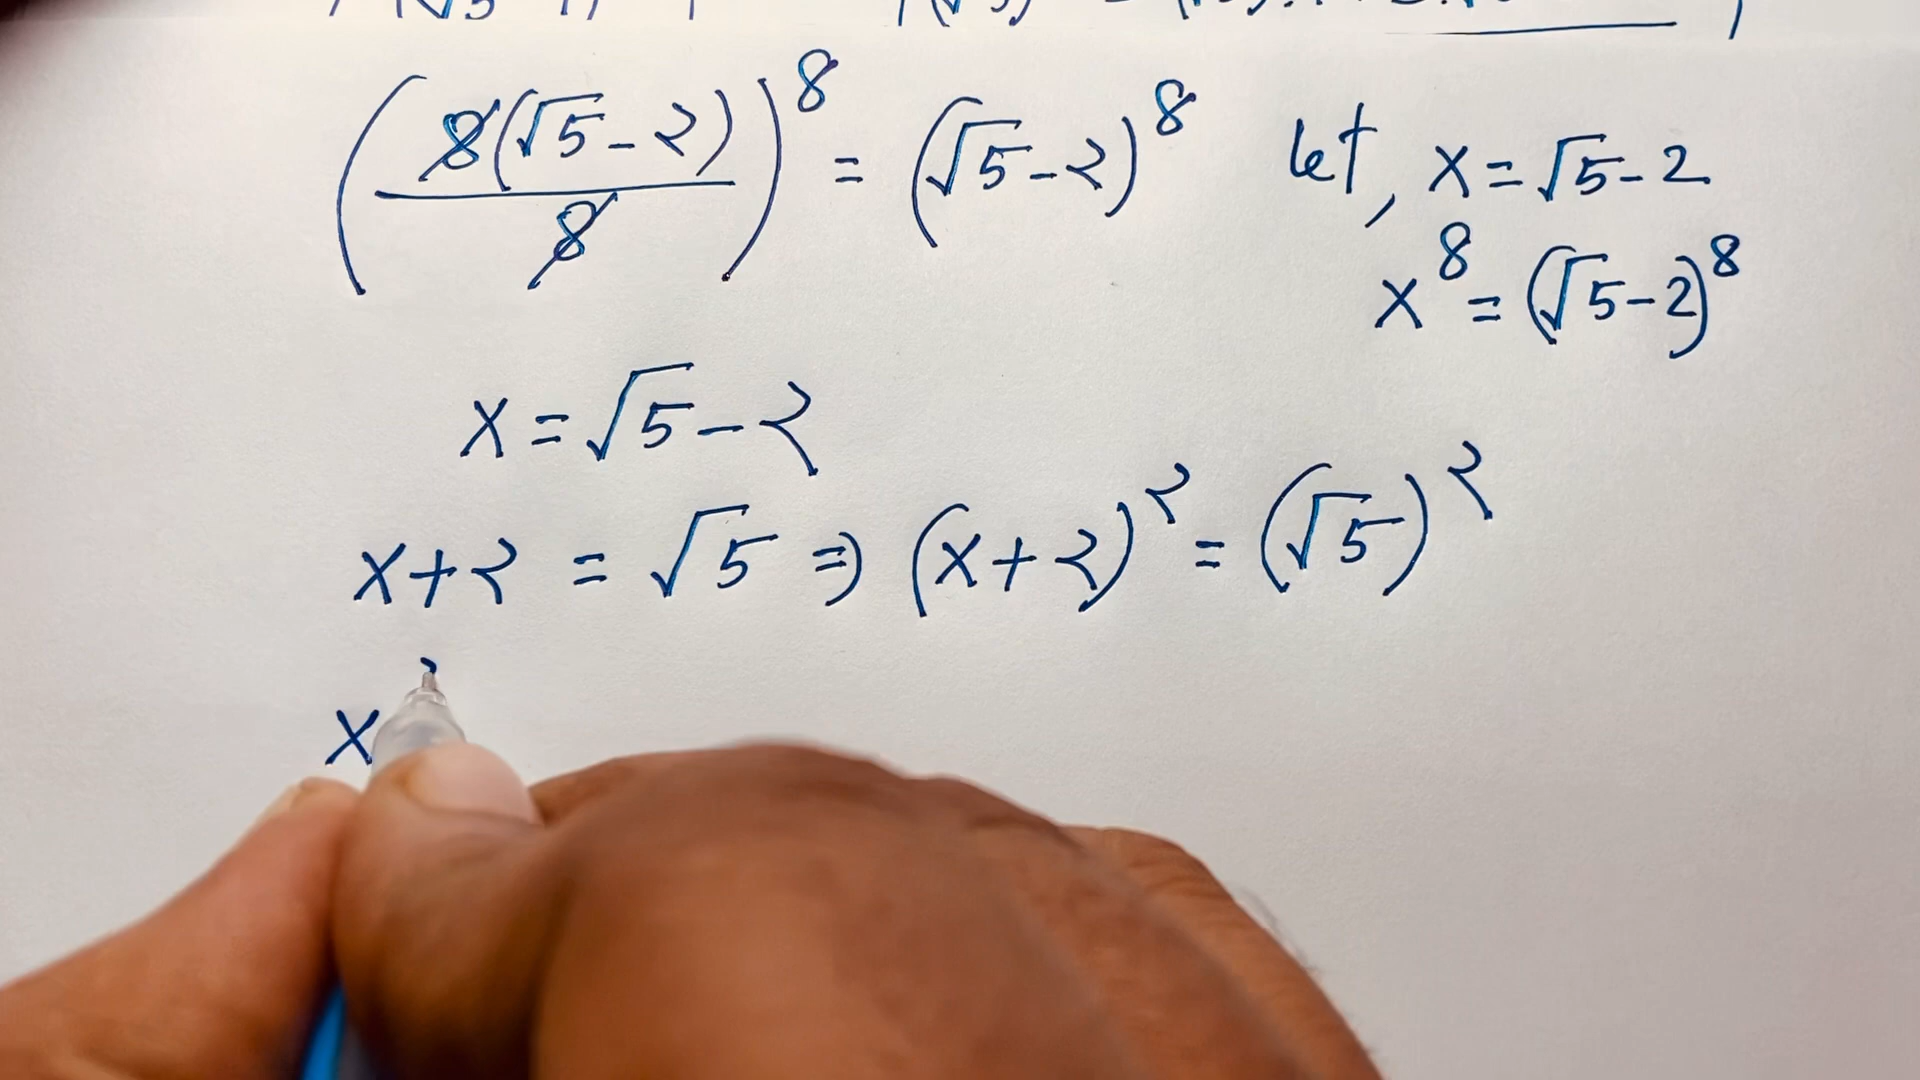 (8(√5-2)/8)^8 = (√5-2)^8 let, x=√5-2
x^8=(√5-2)^8
x=√5-2
x+2 = √5 ⇒ (x+2)^2 = (√5)^2
x